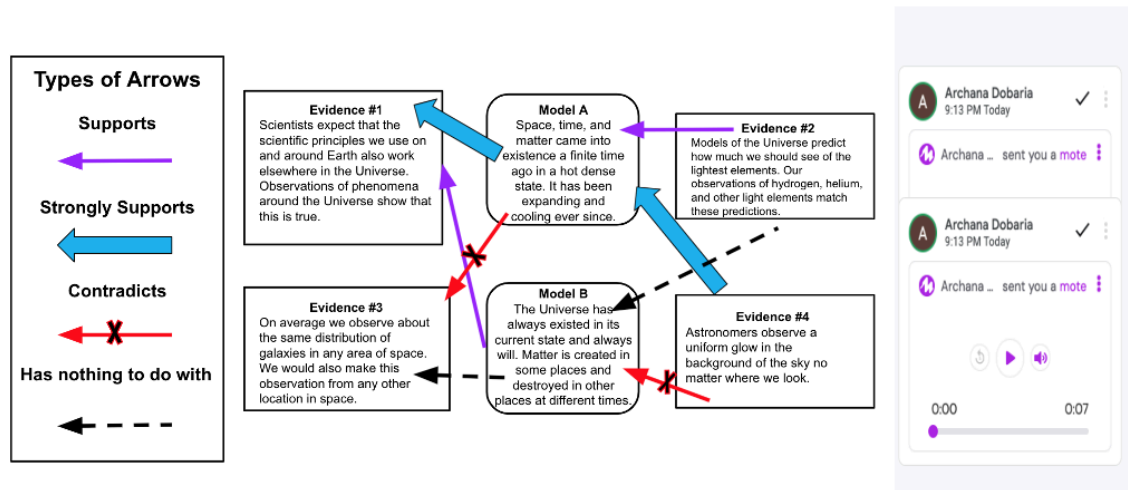 Types of Arrows
Supports
Strongly Supports
Contradicts
Has nothing to do with
Evidence #1
Scientists expect that the
scientific principles we use on
and around Earth also work
elsewhere in the Universe.
Observations of phenomena
around the Universe show that
this is true.
Model A
Space, time, and
matter came into
existence a finite time
ago in a hot dense
state. It has been
expanding and
cooling ever since.
Evidence #2
Models of the Universe predict
how much we should see of the
lightest elements. Our
observations of hydrogen, helium,
and other light elements match
these predictions.
Evidence #3
On average we observe about
the same distribution of
galaxies in any area of space.
We would also make this
observation from any other
location in space.
Model B
The Universe has
always existed in its
current state and always
will. Matter is created in
some places and
destroyed in other
places at different times.
Evidence #4
Astronomers observe a
uniform glow in the
background of the sky no
matter where we look.
A
Archana Dobaria
9:13 PM Today
Archana ... sent you a mote
A
Archana Dobaria
9:13 PM Today
Archana ... sent you a mote
5
0:00 0:07